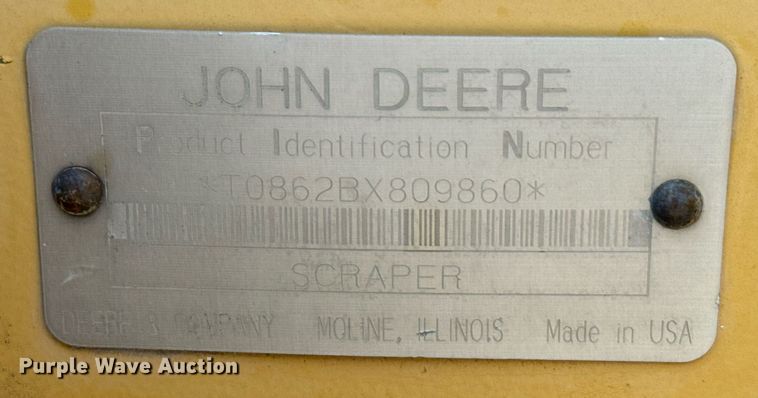 JOHN DEERE
Product Identification Number
*T0862BX809860*
SCRAPER
DEERE & COMPANY MOLINE, ILLINOIS Made in USA
Purple Wave Auction